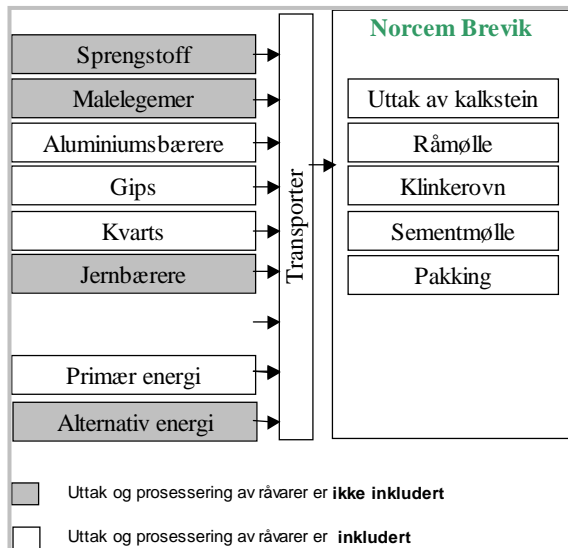 Sprengstoff
Malelegemer
Aluminiumsbærere
Gips
Kvarts
Jernbærere
Primær energi
Alternativ energi
Transporter
Norcem Brevik
Uttak av kalkstein
Råmølle
Klinkerovn
Sementmølle
Pakking
Uttak og prosessering av råvarer er ikke inkludert
Uttak og prosessering av råvarer er inkludert